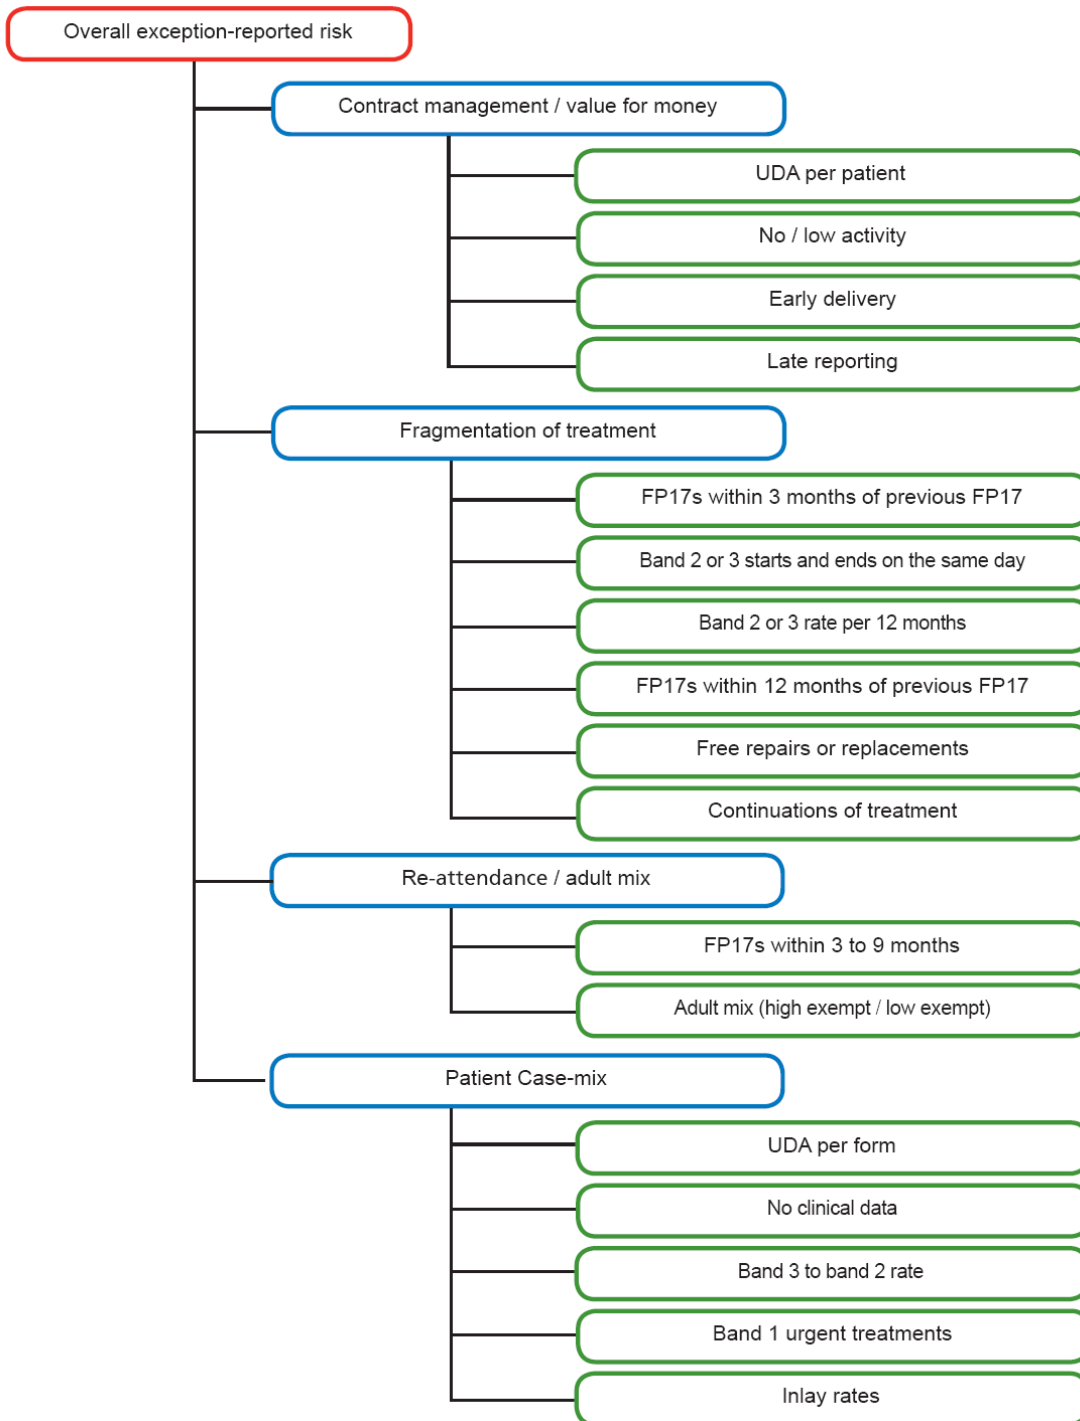 Overall exception-reported risk
Contract management / value for money
UDA per patient
No / low activity
Early delivery
Late reporting
Fragmentation of treatment
FP17s within 3 months of previous FP17
Band 2 or 3 starts and ends on the same day
Band 2 or 3 rate per 12 months
FP17s within 12 months of previous FP17
Free repairs or replacements
Continuations of treatment
Re-attendance / adult mix
FP17s within 3 to 9 months
Adult mix (high exempt / low exempt)
Patient Case-mix
UDA per form
No clinical data
Band 3 to band 2 rate
Band 1 urgent treatments
Inlay rates